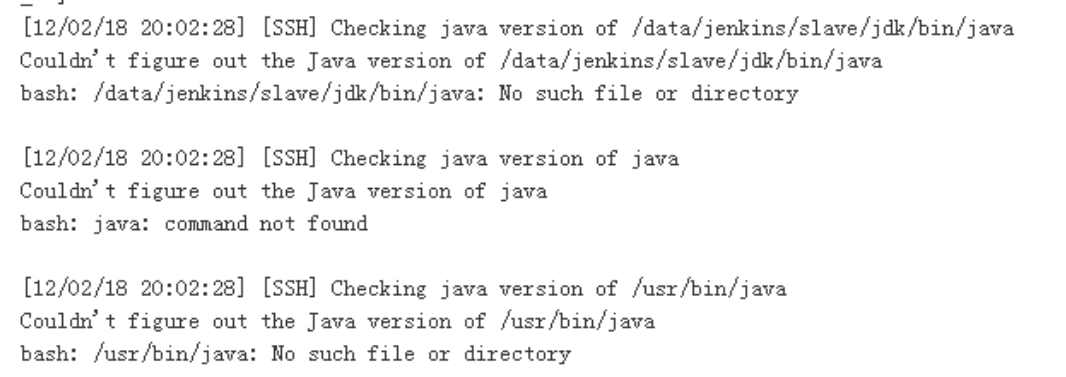 [12/02/18 20:02:28] [SSH] Checking java version of /data/jenkins/slave/jdk/bin/java
Couldn't figure out the Java version of /data/jenkins/slave/jdk/bin/java
bash: /data/jenkins/slave/jdk/bin/java: No such file or directory
[12/02/18 20:02:28] [SSH] Checking java version of java
Couldn't figure out the Java version of java
bash: java: command not found
[12/02/18 20:02:28] [SSH] Checking java version of /usr/bin/java
Couldn't figure out the Java version of /usr/bin/java
bash: /usr/bin/java: No such file or directory